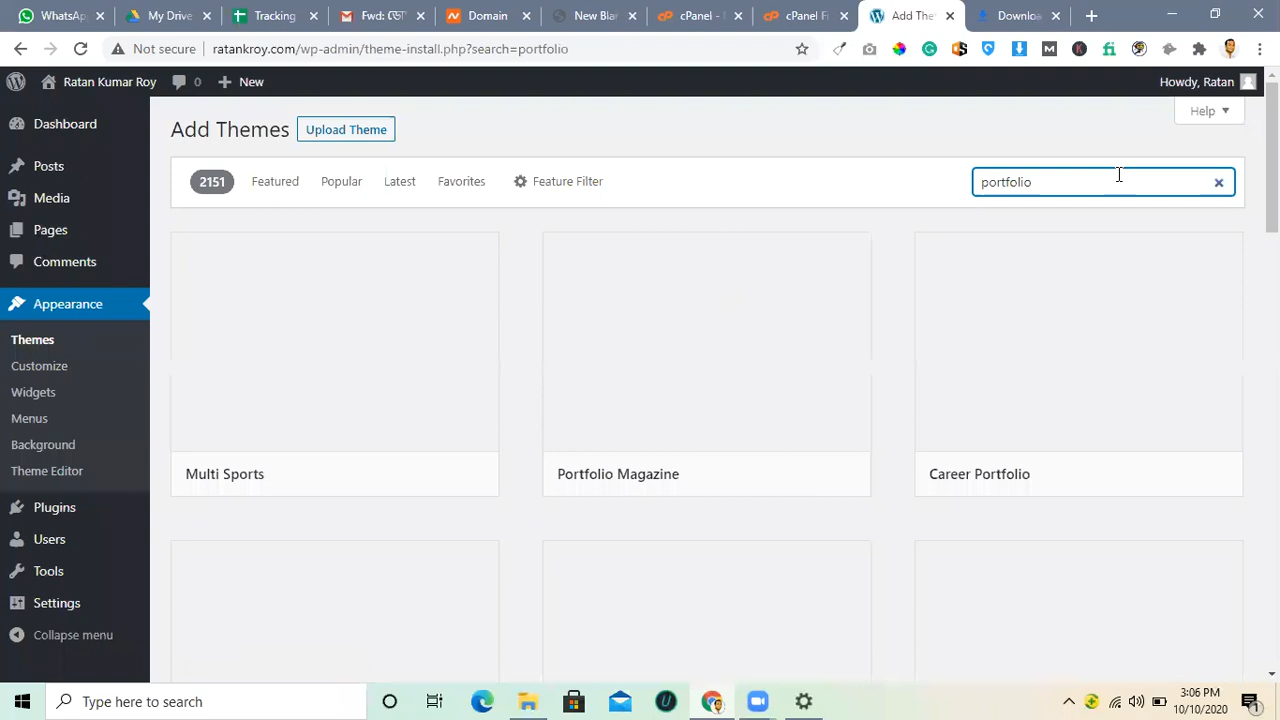 WhatsApp
My Drive
Tracking
Fwd:
Domain
New Bla
cPanel -
cPanel F
Add The
Downloa
Not secure
ratankroy.com/wp-admin/theme-install.php?search=portfolio
Ratan Kumar Roy
0
New
Howdy, Ratan
Dashboard
Posts
Media
Pages
Comments
Appearance
Themes
Customize
Widgets
Menus
Background
Theme Editor
Plugins
Users
Tools
Settings
Collapse menu
Help
Add Themes
Upload Theme
2151
Featured
Popular
Latest
Favorites
Feature Filter
portfolio
Multi Sports
Portfolio Magazine
Career Portfolio
Type here to search
3:06 PM
10/10/2020